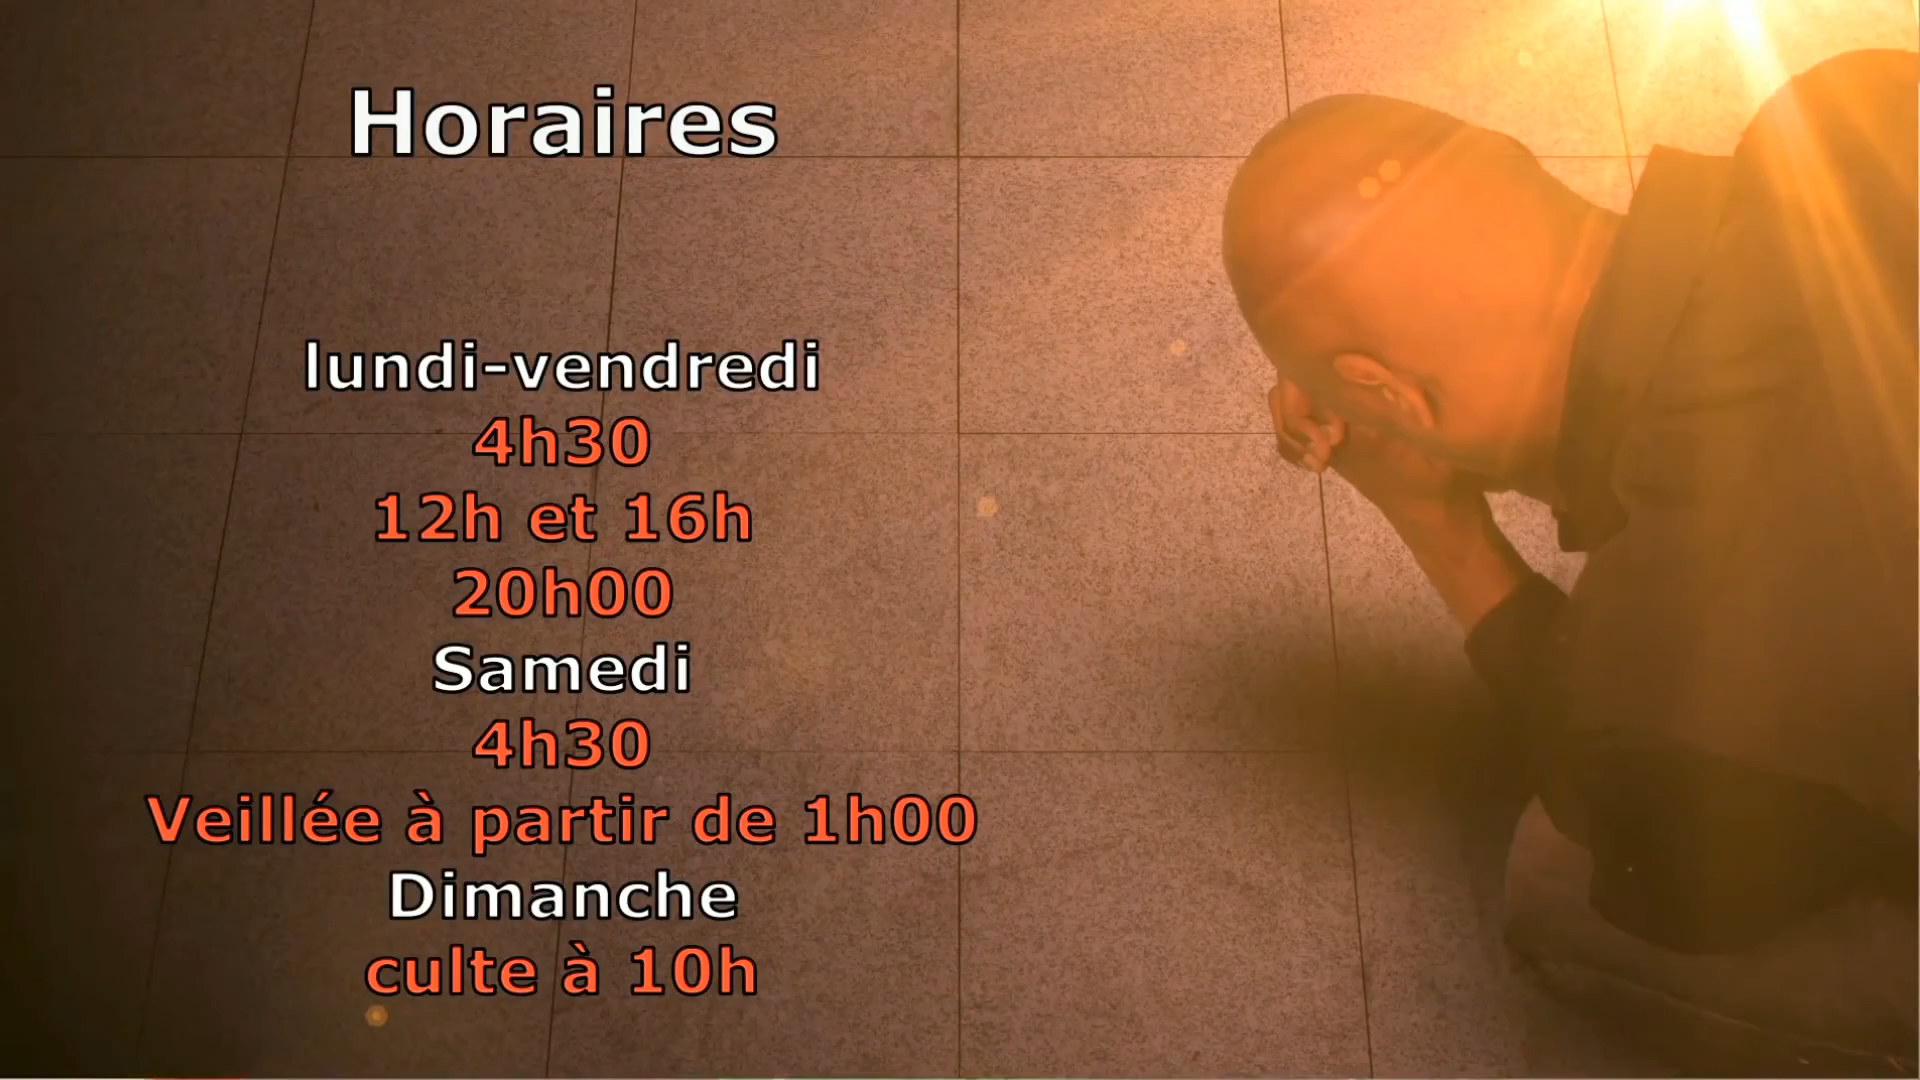 Horaires
lundi-vendredi
4h30
12h et 16h
20h00
Samedi
4h30
Veillée à partir de 1h00
Dimanche
culte à 10h